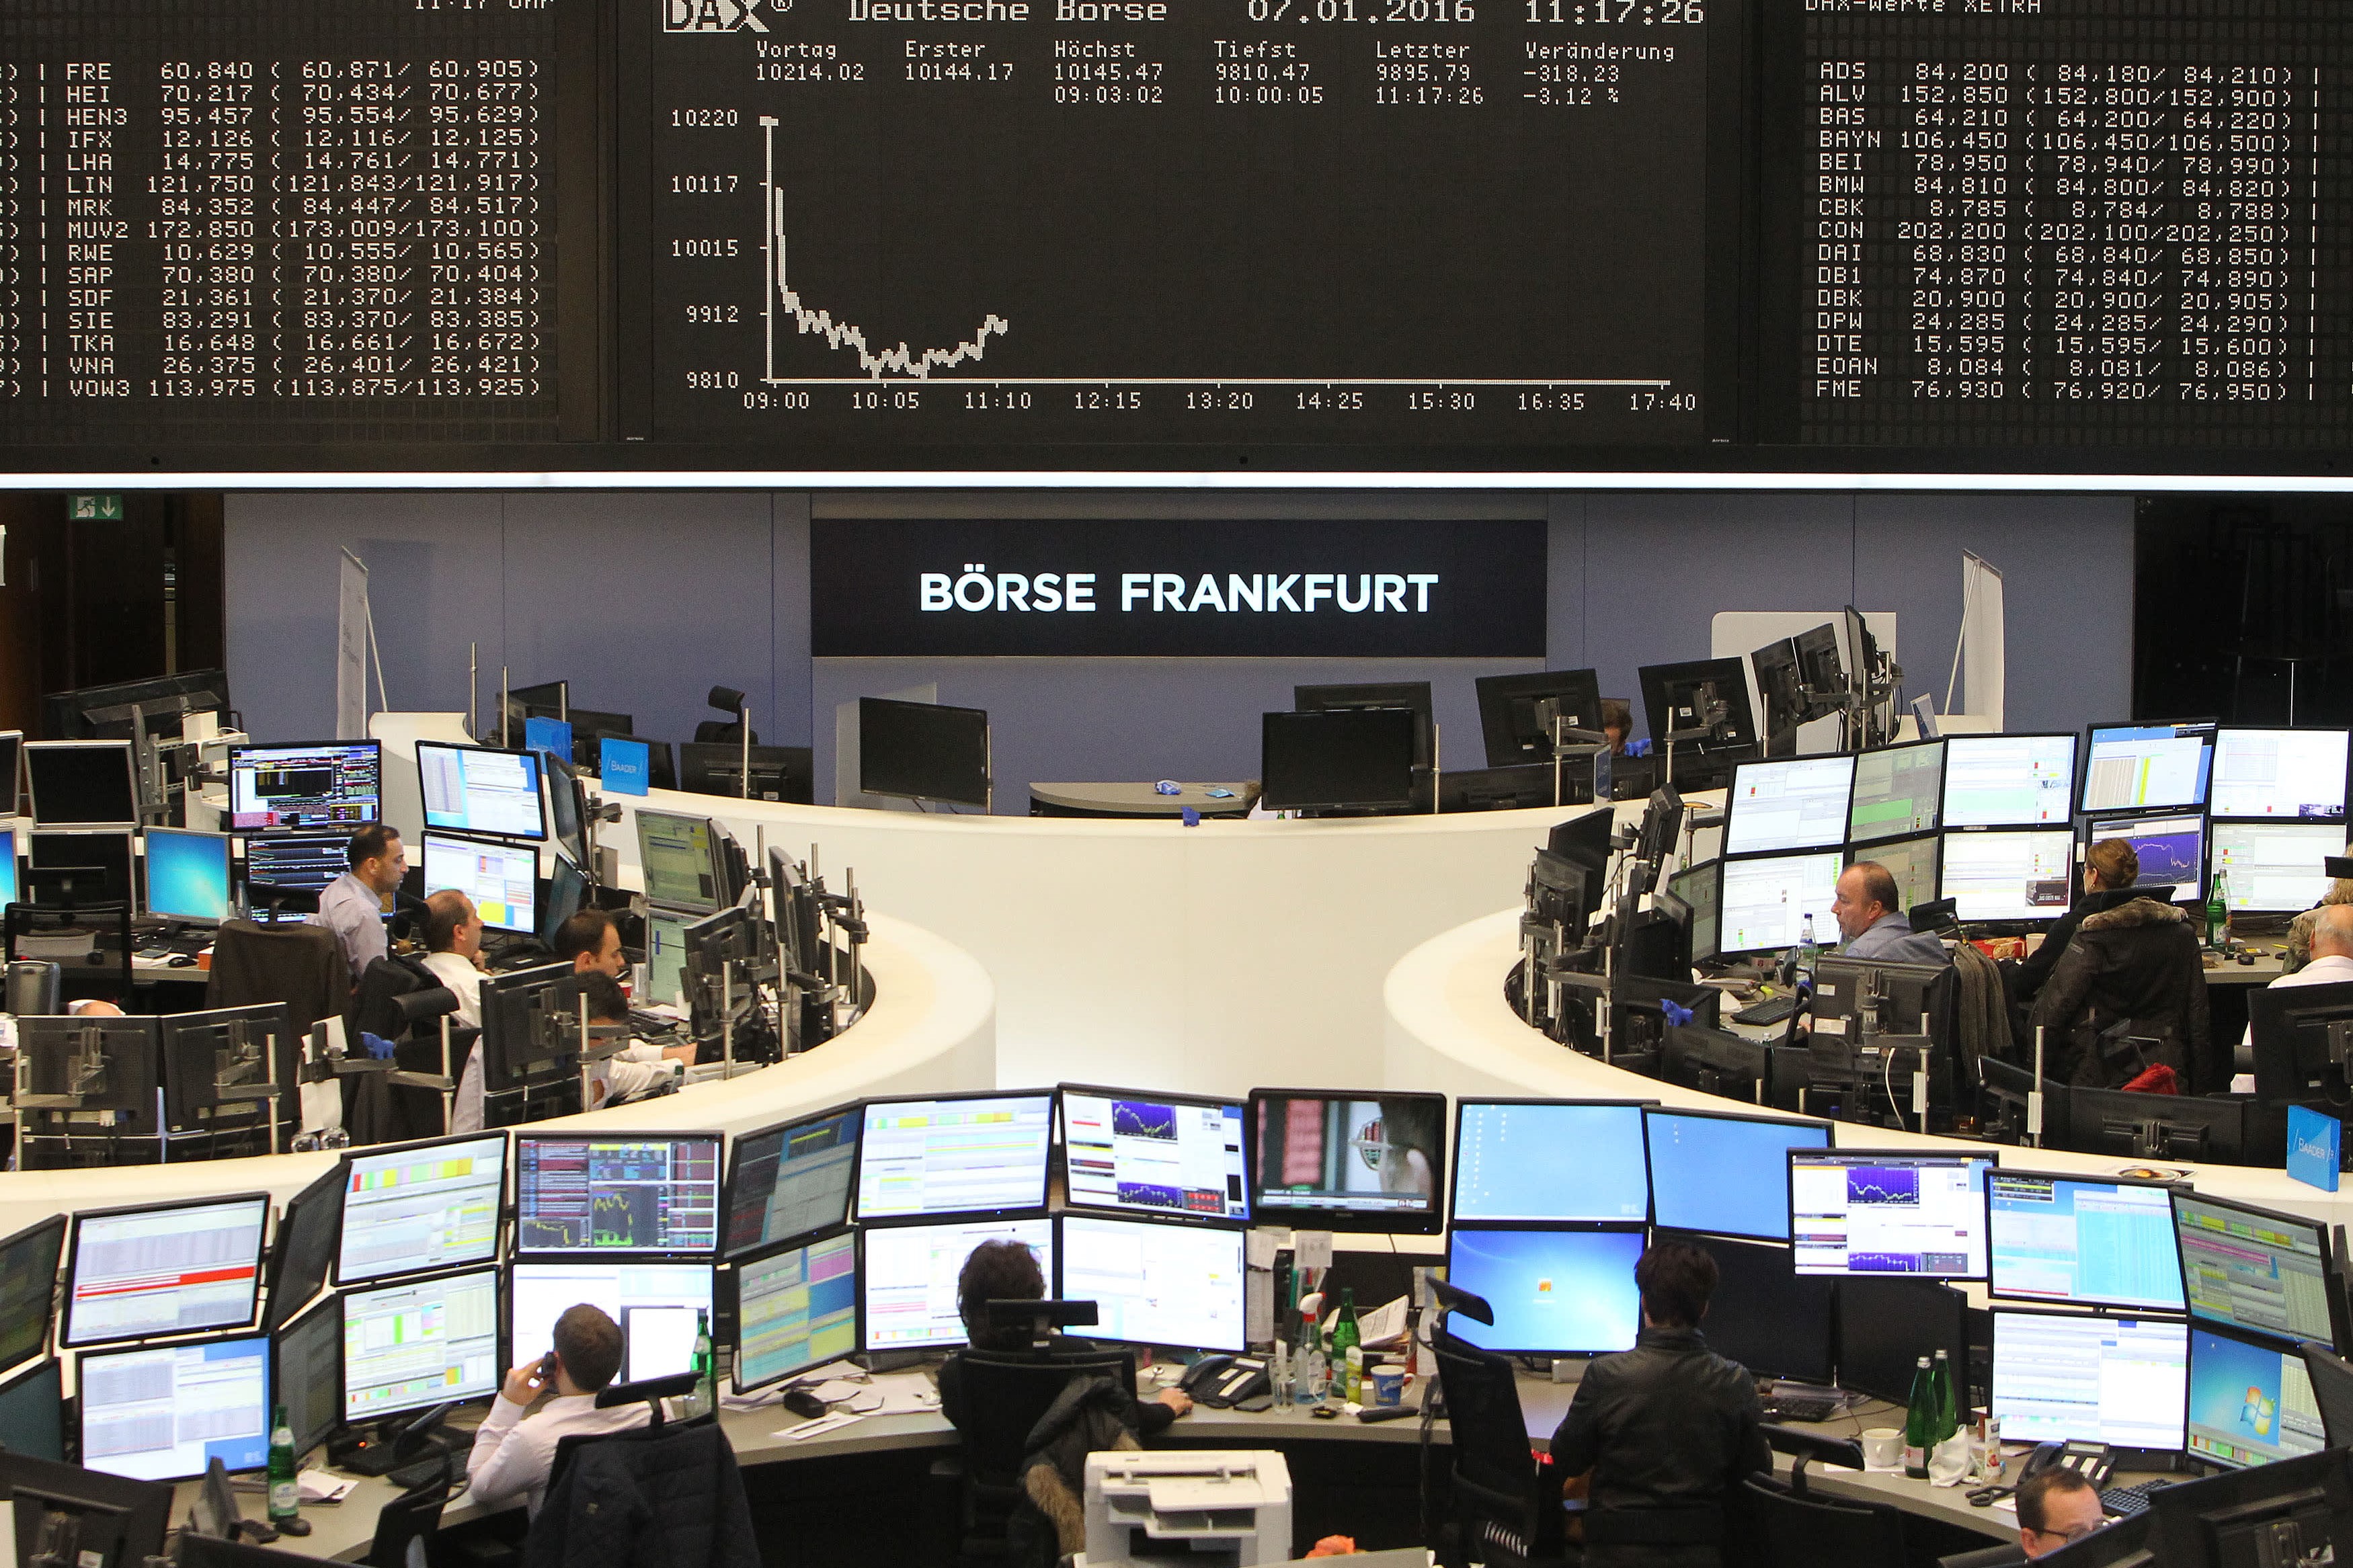 11:17 Uhr
FRE 60,840 ( 60,871/ 60,905)
HEI 70,217 ( 70,434/ 70,677)
HEN3 95,457 ( 95,554/ 95,629)
IFX 12,126 ( 12,116/ 12,125)
LHA 14,775 ( 14,761/ 14,771)
LIN 121,750 (121,843/121,917)
MRK 84,352 ( 84,447/ 84,517)
MUV2 172,850 (173,009/173,100)
RWE 10,629 ( 10,555/ 10,565)
SAP 70,380 ( 70,380/ 70,404)
SDF 21,361 ( 21,370/ 21,384)
SIE 83,291 ( 83,370/ 83,385)
TKA 16,648 ( 16,661/ 16,672)
VNA 26,375 ( 26,401/ 26,421)
VOW3 113,975 (113,875/113,925)
DAX® Deutsche Börse 07.01.2016 11:17:26
Vortag Erster Höchst Tiefst Letzter Veränderung
10214.02 10144.17 10145.47 9810.47 9895.79 -318.23
09:03:02 10:00:05 11:17:26 -3.12 %
10220
10117
10015
9912
9810
09:00 10:05 11:10 12:15 13:20 14:25 15:30 16:35 17:40
DAX-Werte XETRA
ADS 84,200 ( 84,180/ 84,210) |
ALV 152,850 (152,800/152,900) |
BAS 64,210 ( 64,200/ 64,220) |
BAYN 106,450 (106,450/106,500) |
BEI 78,950 ( 78,940/ 78,990) |
BMW 84,810 ( 84,800/ 84,820) |
CBK 8,785 ( 8,784/ 8,788) |
CON 202,200 (202,100/202,250) |
DAI 68,830 ( 68,840/ 68,850) |
DB1 74,870 ( 74,840/ 74,890) |
DBK 20,900 ( 20,900/ 20,905) |
DPW 24,285 ( 24,285/ 24,290) |
DTE 15,595 ( 15,595/ 15,600) |
EOAN 8,084 ( 8,081/ 8,086) |
FME 76,930 ( 76,920/ 76,950) |
BÖRSE FRANKFURT
BAADER
BAADER
n-tv